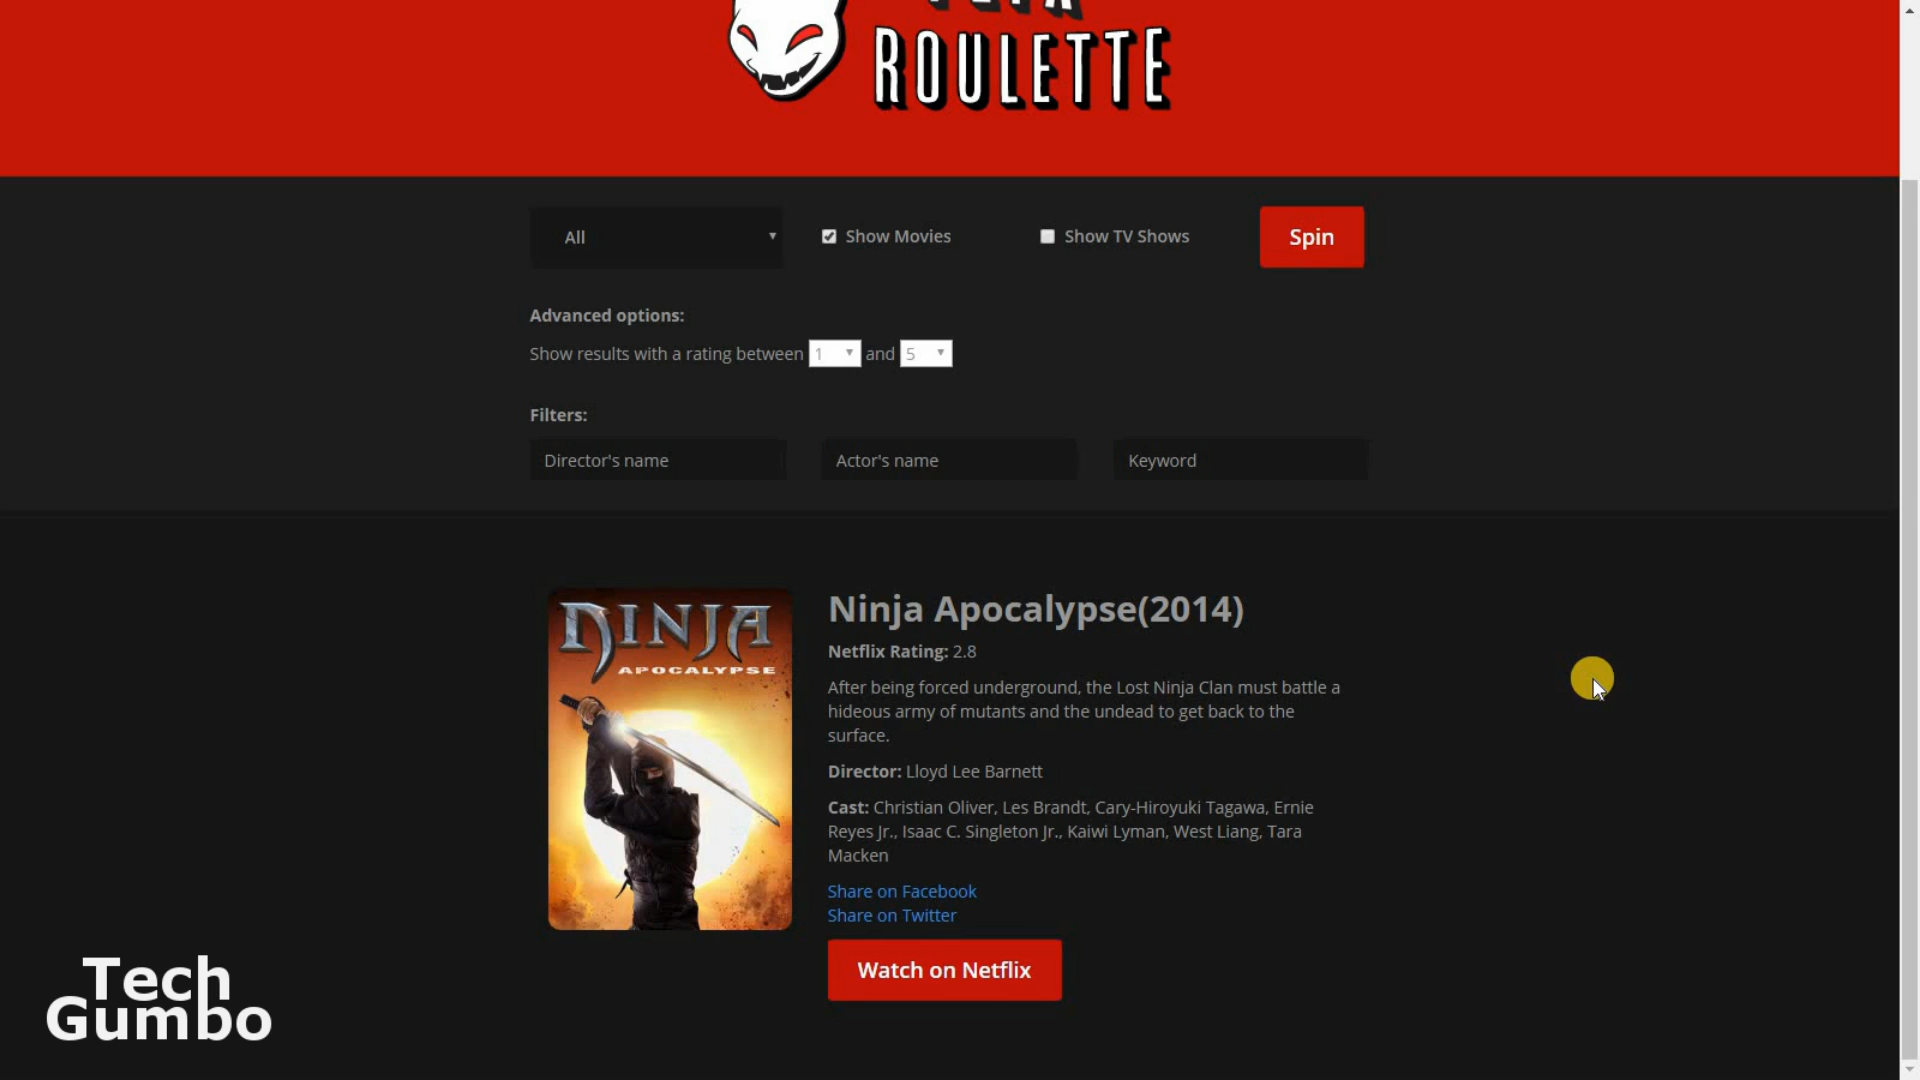 ROULETTE
All
Show Movies
Show TV Shows
Spin
Advanced options:
Show results with a rating between 1 and 5
Filters:
Director's name
Actor's name
Keyword
NINJA
APOCALYPSE
Ninja Apocalypse(2014)
Netflix Rating: 2.8
After being forced underground, the Lost Ninja Clan must battle a
hideous army of mutants and the undead to get back to the
surface.
Director: Lloyd Lee Barnett
Cast: Christian Oliver, Les Brandt, Cary-Hiroyuki Tagawa, Ernie
Reyes Jr., Isaac C. Singleton Jr., Kaiwi Lyman, West Liang, Tara
Macken
Share on Facebook
Share on Twitter
Watch on Netflix
Tech
Gumbo